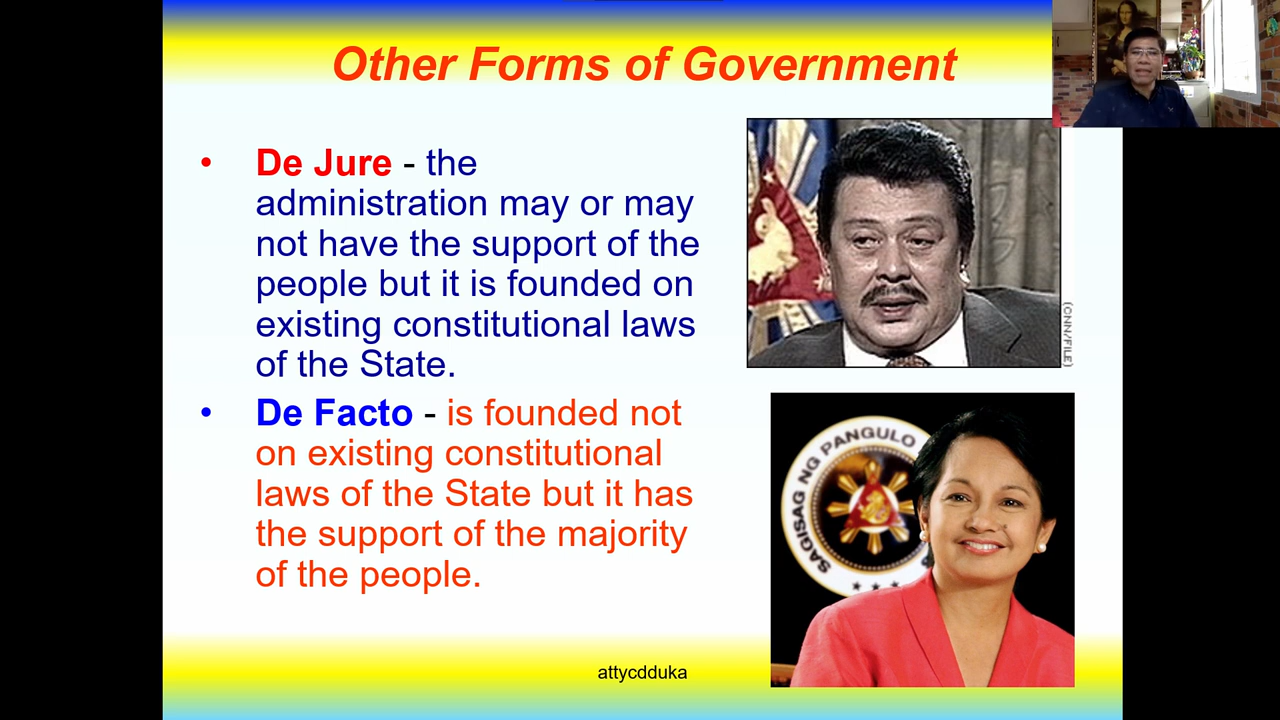 Other Forms of Government
• De Jure - the
administration may or may
not have the support of the
people but it is founded on
existing constitutional laws
of the State.
• De Facto - is founded not
on existing constitutional
laws of the State but it has
the support of the majority
of the people.
(CNN/FILE)
SAGISAG NG PANGULO
attycdduka